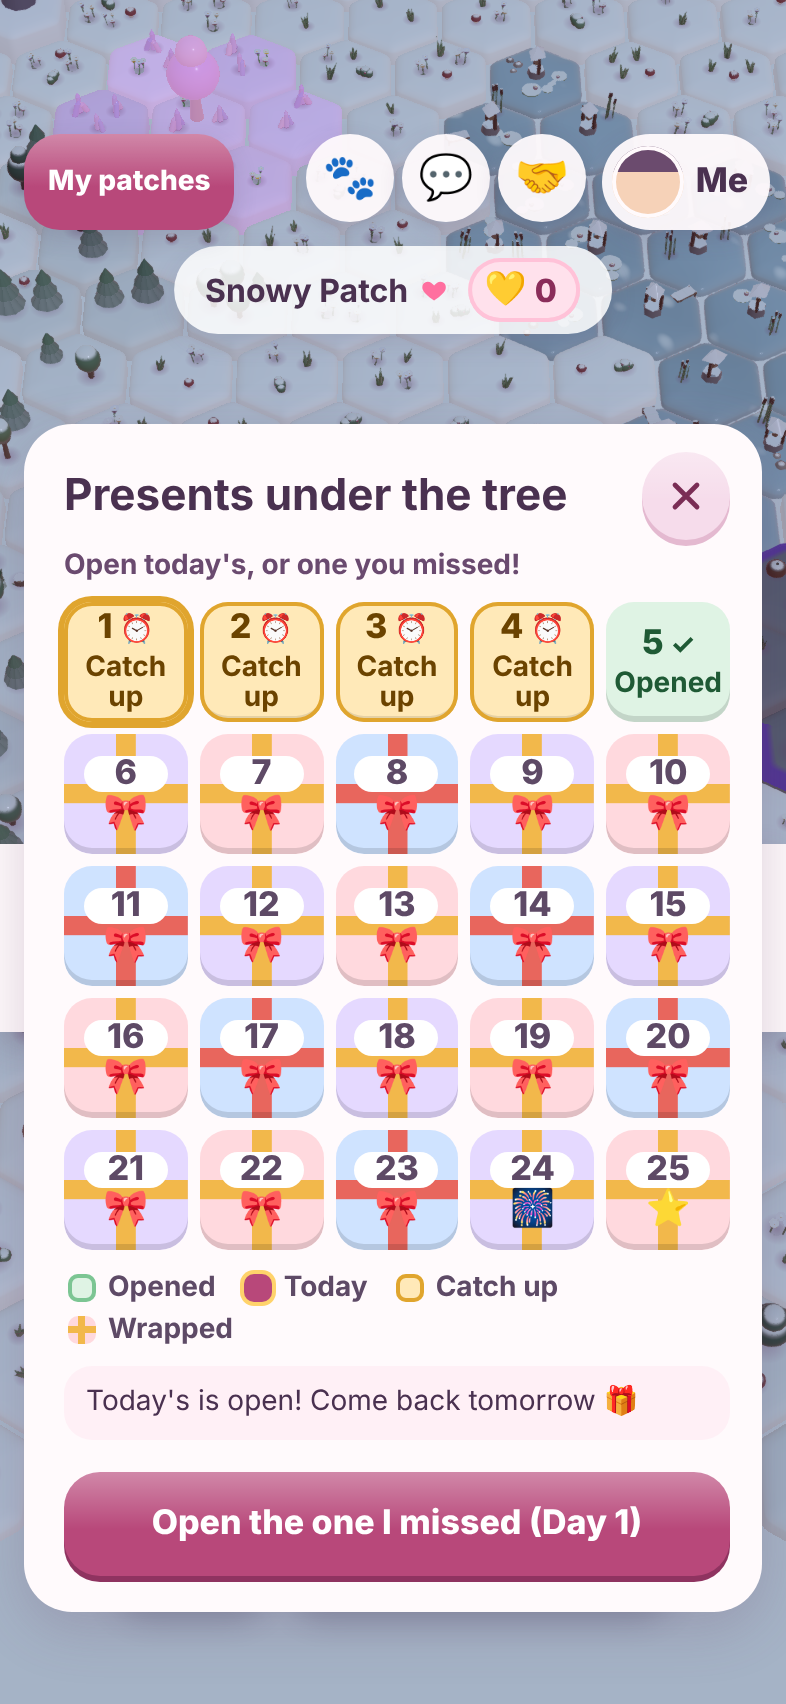 My patches
Me
Snowy Patch 0
Presents under the tree
Open today's, or one you missed!
1 2 3 4 5 ✓
Catch up Catch up Catch up Catch up Opened
6 7 8 9 10
11 12 13 14 15
16 17 18 19 20
21 22 23 24 25
Opened Today Catch up
Wrapped
Today's is open! Come back tomorrow 🎁
Open the one I missed (Day 1)